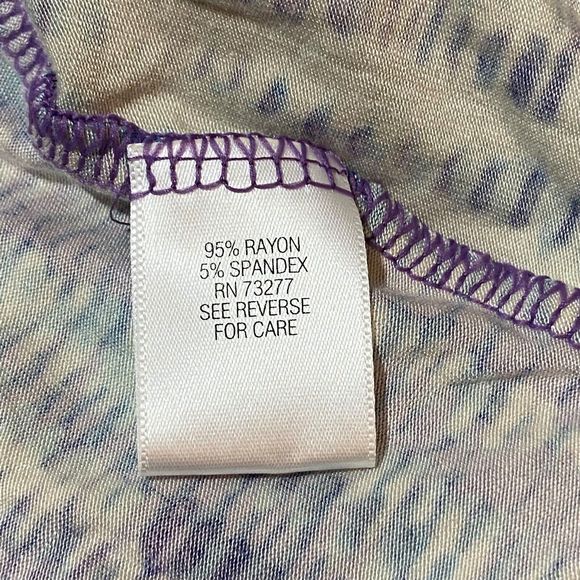 95% RAYON
5% SPANDEX
RN 73277
SEE REVERSE
FOR CARE